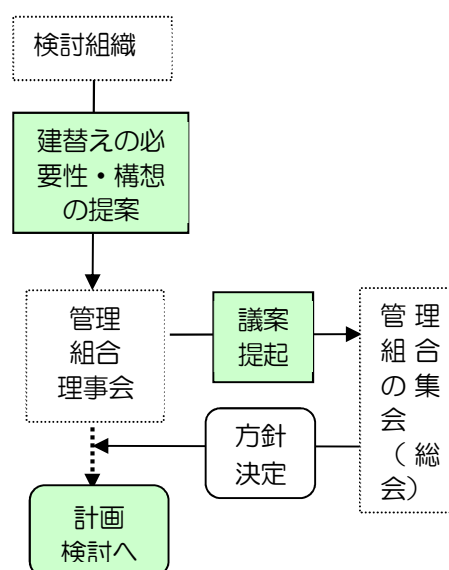 検討組織
建替えの必
要性・構想
の提案
管理
組合
理事会
議案
提起
管理
組合
の集
会
（総
会）
方針
決定
計画
検討へ